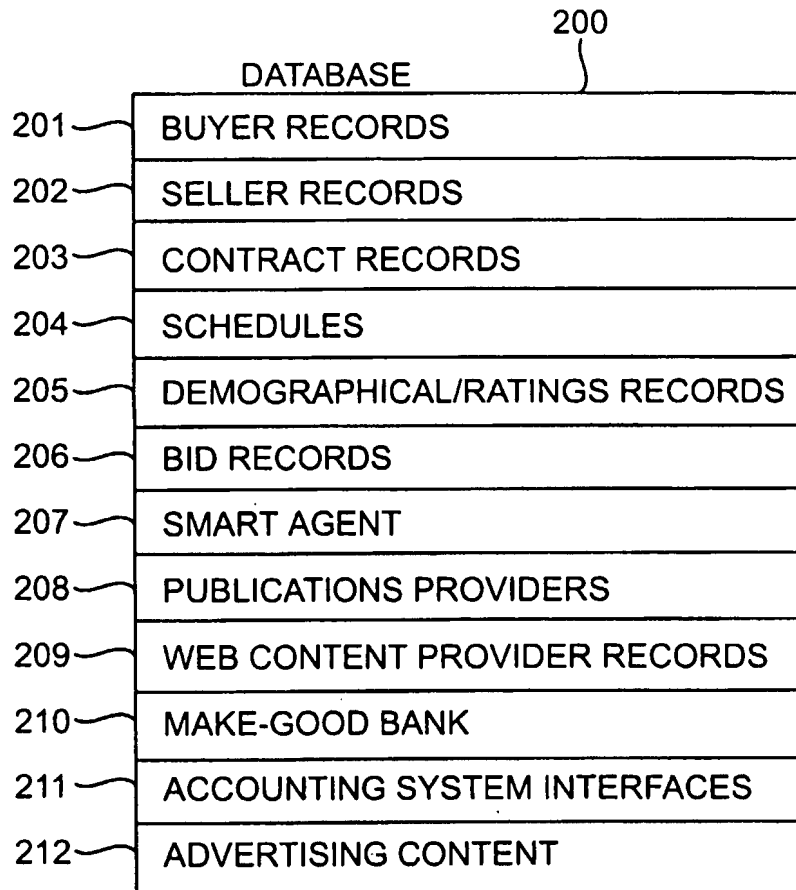 200
DATABASE
201 BUYER RECORDS
202 SELLER RECORDS
203 CONTRACT RECORDS
204 SCHEDULES
205 DEMOGRAPHICAL/RATINGS RECORDS
206 BID RECORDS
207 SMART AGENT
208 PUBLICATIONS PROVIDERS
209 WEB CONTENT PROVIDER RECORDS
210 MAKE-GOOD BANK
211 ACCOUNTING SYSTEM INTERFACES
212 ADVERTISING CONTENT